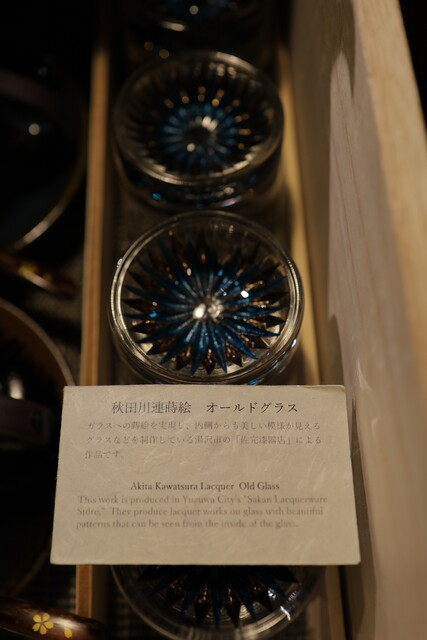 秋田川連蒔絵　オールドグラス
ガラスへの蒔絵を実現し、内側からも美しい模様が見える
グラスなどを制作している湯沢市の「佐元漆器店」による
作品です。
Akita Kawatsura Lacquer Old Glass
This work is produced in Yuzawa City's "Sakan Lacquerware
Store." They produce lacquer works on glass with beautiful
patterns that can be seen from the inside of the glass.